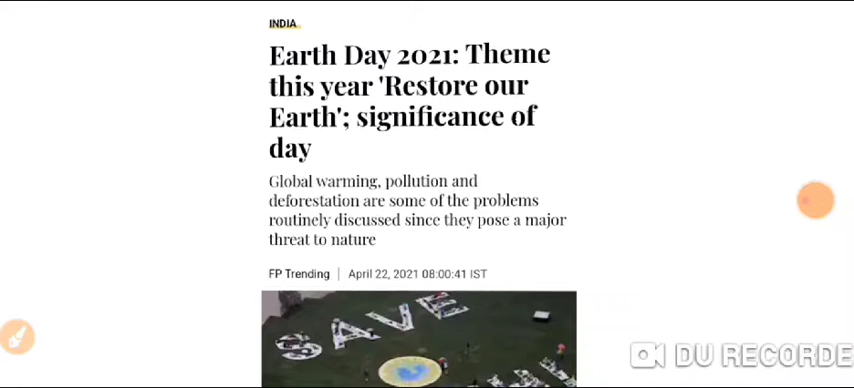 INDIA
Earth Day 2021: Theme
this year 'Restore our
Earth'; significance of
day
Global warming, pollution and
deforestation are some of the problems
routinely discussed since they pose a major
threat to nature
FP Trending | April 22, 2021 08:00:41 IST
SAVE
DU RECORDE